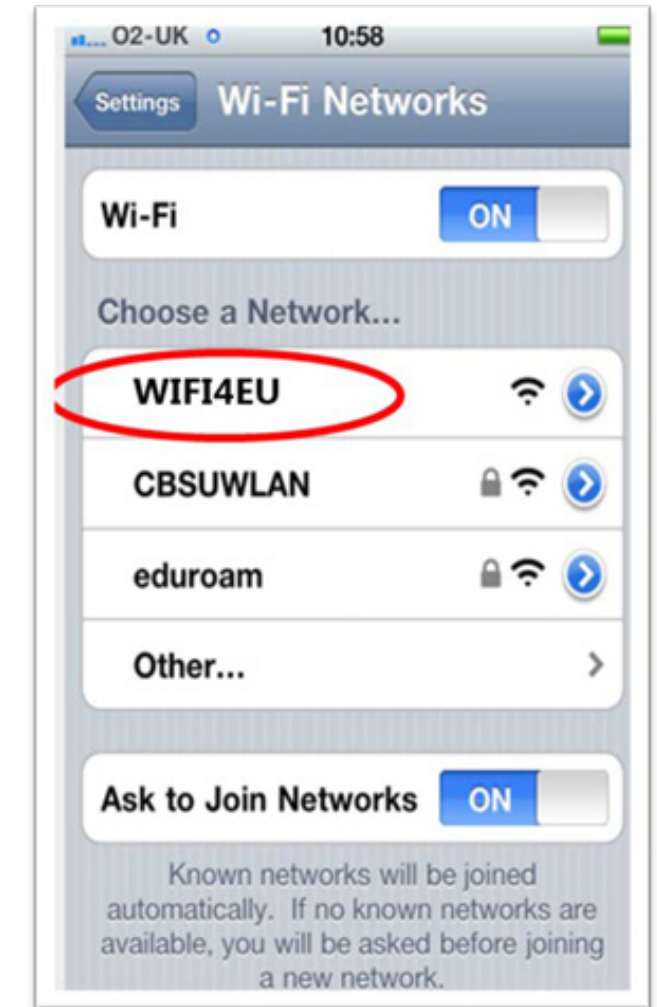 O2-UK 10:58
Settings Wi-Fi Networks
Wi-Fi ON
Choose a Network...
WIFI4EU
CBSUWLAN
eduroam
Other...
Ask to Join Networks ON
Known networks will be joined
automatically. If no known networks are
available, you will be asked before joining
a new network.